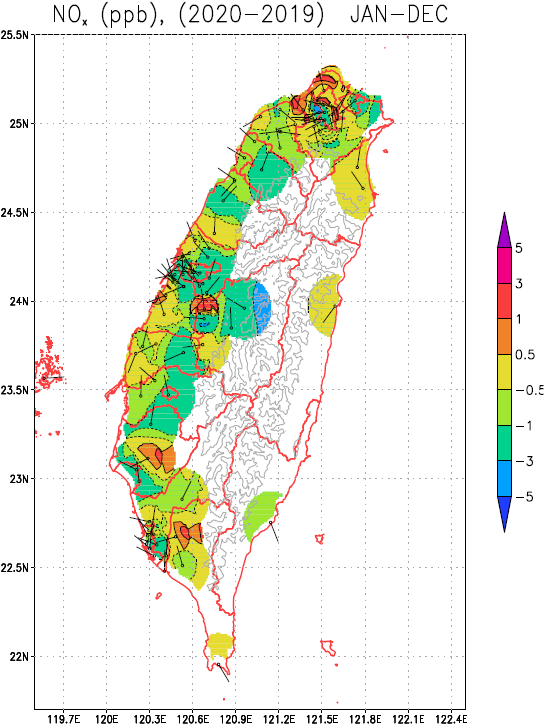 NOx (ppb), (2020−2019)  JAN−DEC
25.5N
25N
24.5N
24N
23.5N
23N
22.5N
22N
119.7E 120E 120.3E 120.6E 120.9E 121.2E 121.5E 121.8E 122.1E 122.4E
5
3
1
0.5
−0.5
−1
−3
−5